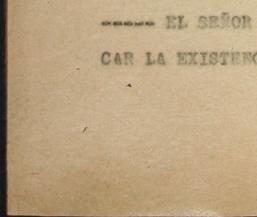 ------ EL SEÑOR
CAR LA EXISTENC